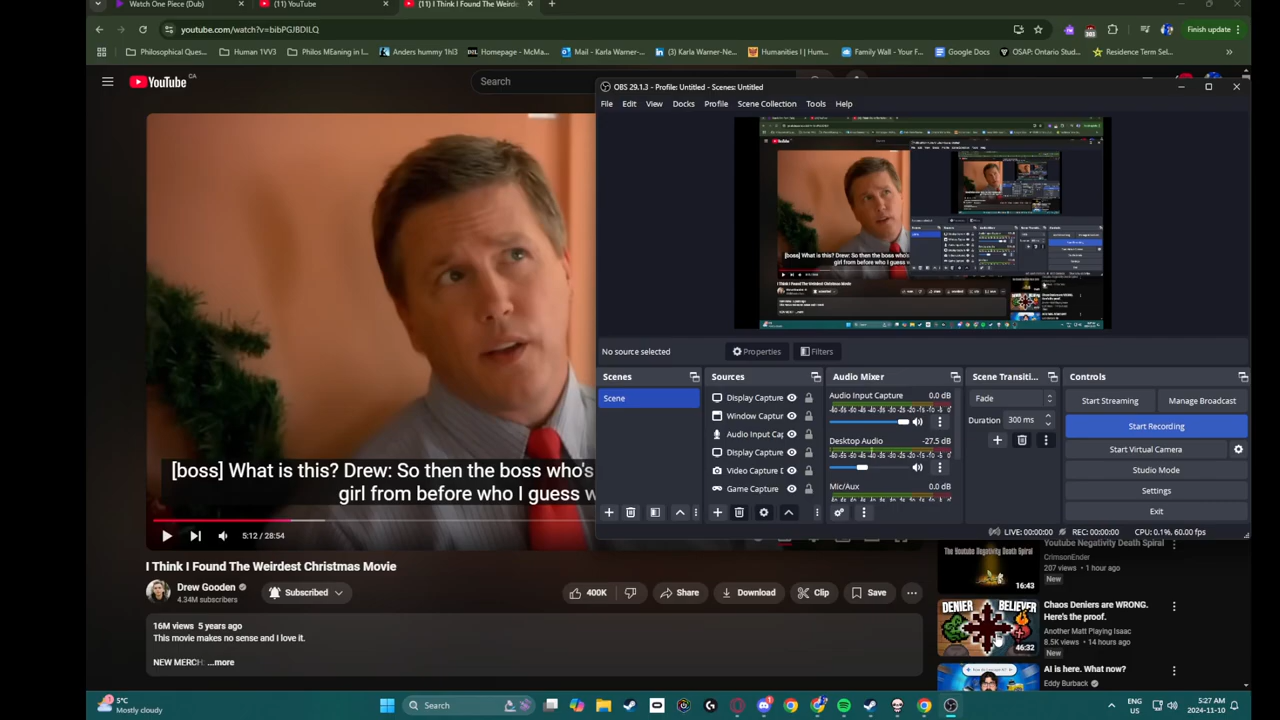 Watch One Piece (Dub)
(11) YouTube
(11) I Think I Found The Weirdest
youtube.com/watch?v=bibPGJBDILQ
Finish update
Philosophical Ques...
Human 1VV3
Philos MEaning in l...
Anders hummy 1hi3
Homepage - McMa...
Mail - Karla Warner-...
(3) Karla Warner-Ne...
Humanities I | Hum...
Family Wall - Your F...
Google Docs
OSAP: Ontario Stud...
Residence Term Sel...
YouTube CA
Search
OBS 29.1.3 - Profile: Untitled - Scenes: Untitled
File Edit View Docks Profile Scene Collection Tools Help
[boss] What is this? Drew: So then the boss who's
girl from before who I guess w
5:12 / 28:54
No source selected
Properties
Filters
Scenes
Scene
Sources
Display Capture
Window Captur
Audio Input Cap
Display Capture
Video Capture D
Game Capture
Audio Mixer
Audio Input Capture 0.0 dB
Desktop Audio -27.5 dB
Mic/Aux 0.0 dB
Scene Transiti...
Fade
Duration 300 ms
Controls
Start Streaming
Manage Broadcast
Start Recording
Start Virtual Camera
Studio Mode
Settings
Exit
LIVE: 00:00:00
REC: 00:00:00
CPU: 0.1%, 60.00 fps
I Think I Found The Weirdest Christmas Movie
Drew Gooden
4.34M subscribers
Subscribed
400K
Share
Download
Clip
Save
16M views 5 years ago
This movie makes no sense and I love it.
NEW MERCH: ...more
The Youtube Negativity
Death Spiral
16:43
Youtube Negativity Death Spiral
CrimsonEnder
207 views • 1 hour ago
New
DENIER
BELIEVER
46:32
Chaos Deniers are WRONG.
Here's the proof.
Another Matt Playing Isaac
8.5K views • 14 hours ago
New
AI is here. What now?
Eddy Burback
5°C
Mostly cloudy
Search
ENG
US
5:27 AM
2024-11-10